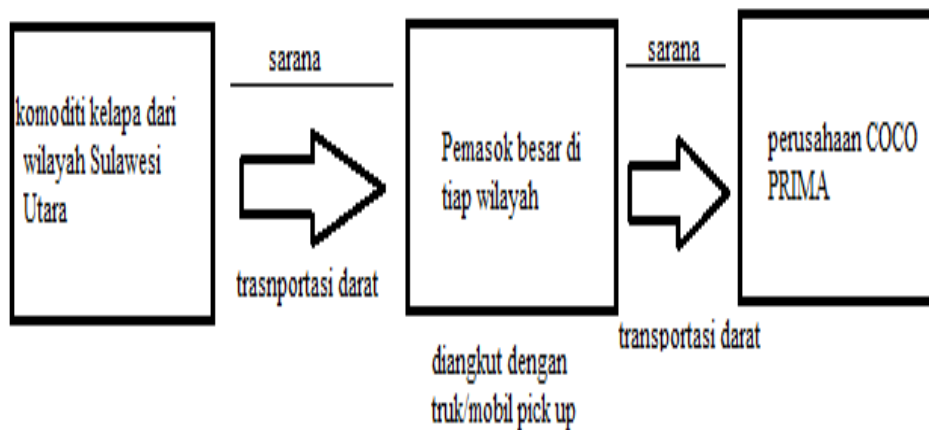 komoditi kelapa dari
wilayah Sulawesi
Utara
sarana
trasnportasi darat
Pemasok besar di
tiap wilayah
diangkut dengan
truk/mobil pick up
sarana
transportasi darat
perusahaan COCO
PRIMA